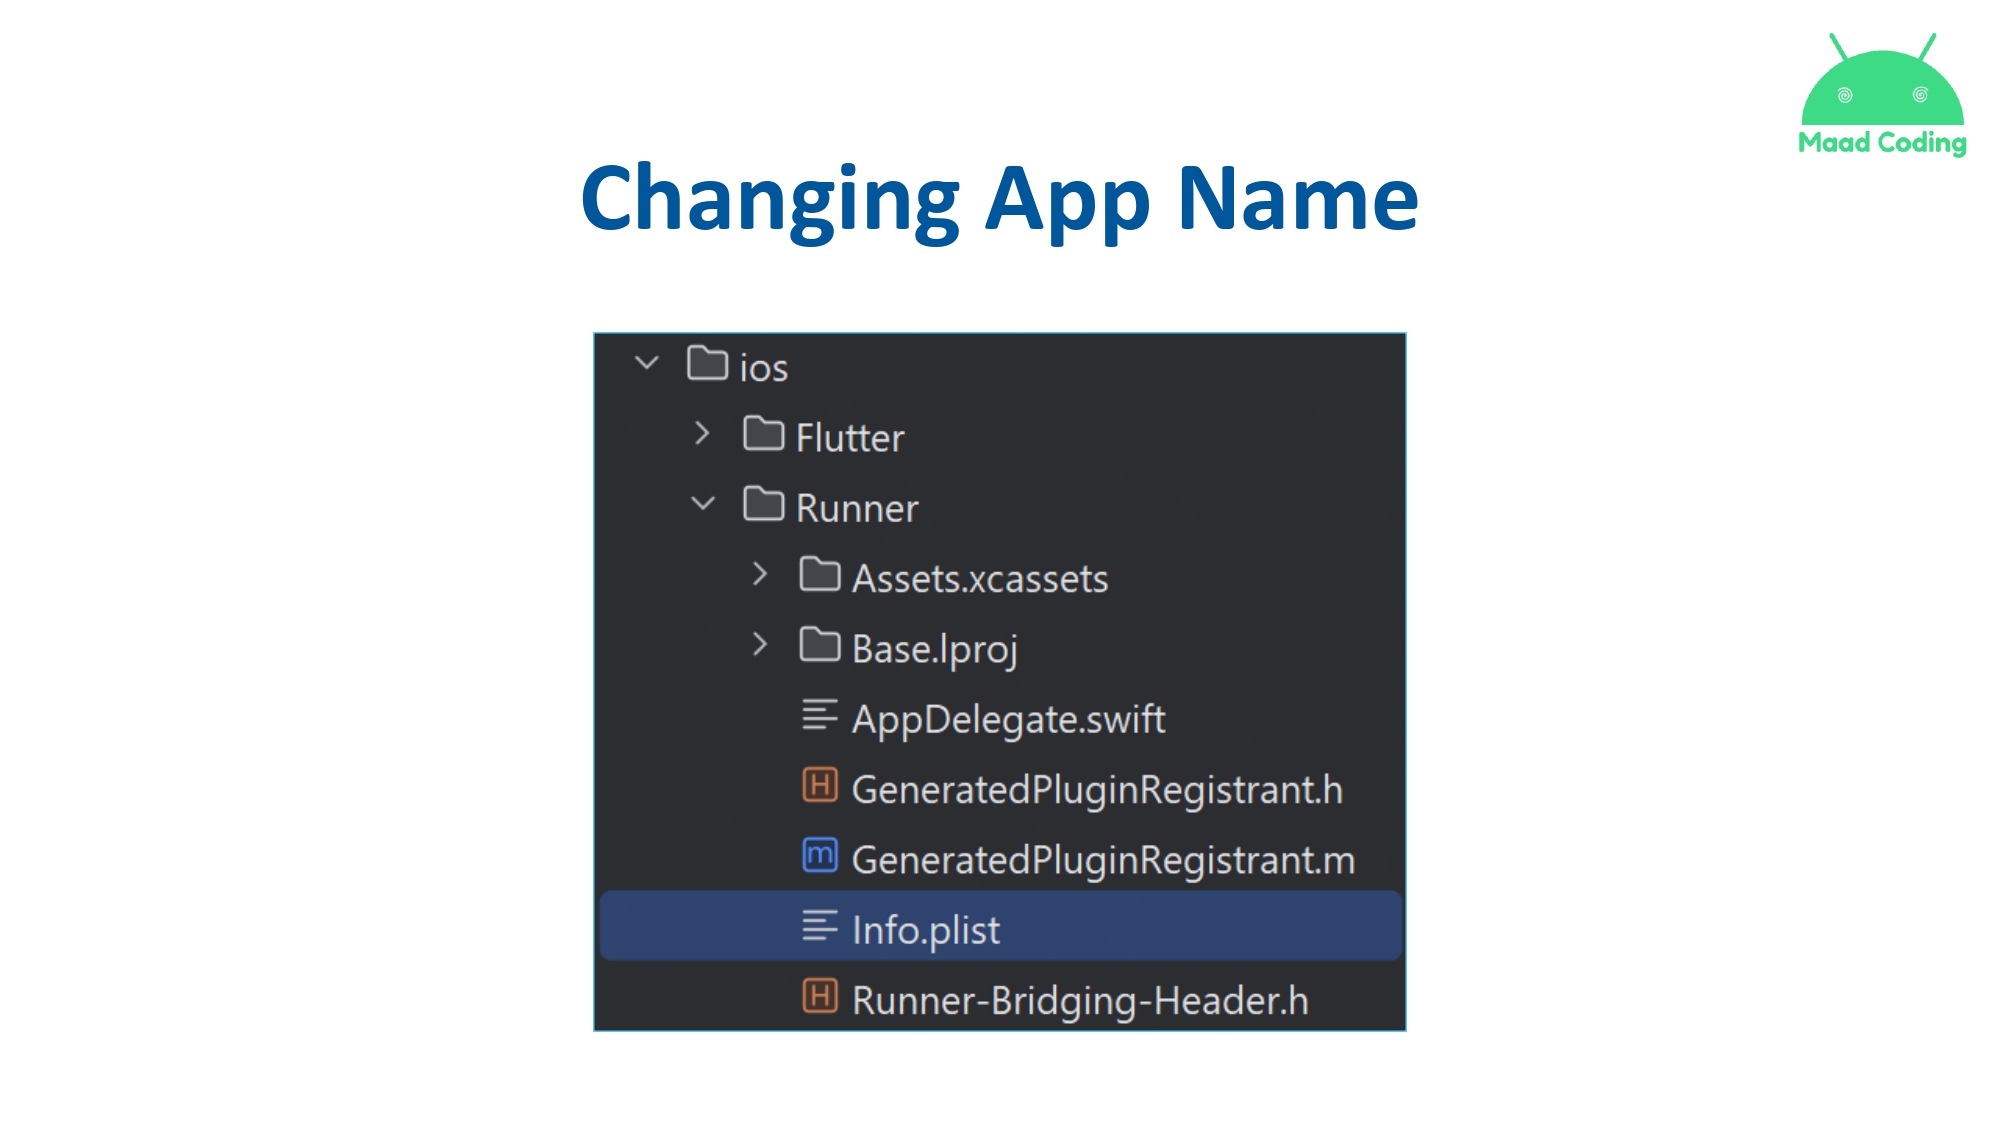 Maad Coding
Changing App Name
ios
Flutter
Runner
Assets.xcassets
Base.lproj
AppDelegate.swift
H GeneratedPluginRegistrant.h
m GeneratedPluginRegistrant.m
Info.plist
H Runner-Bridging-Header.h